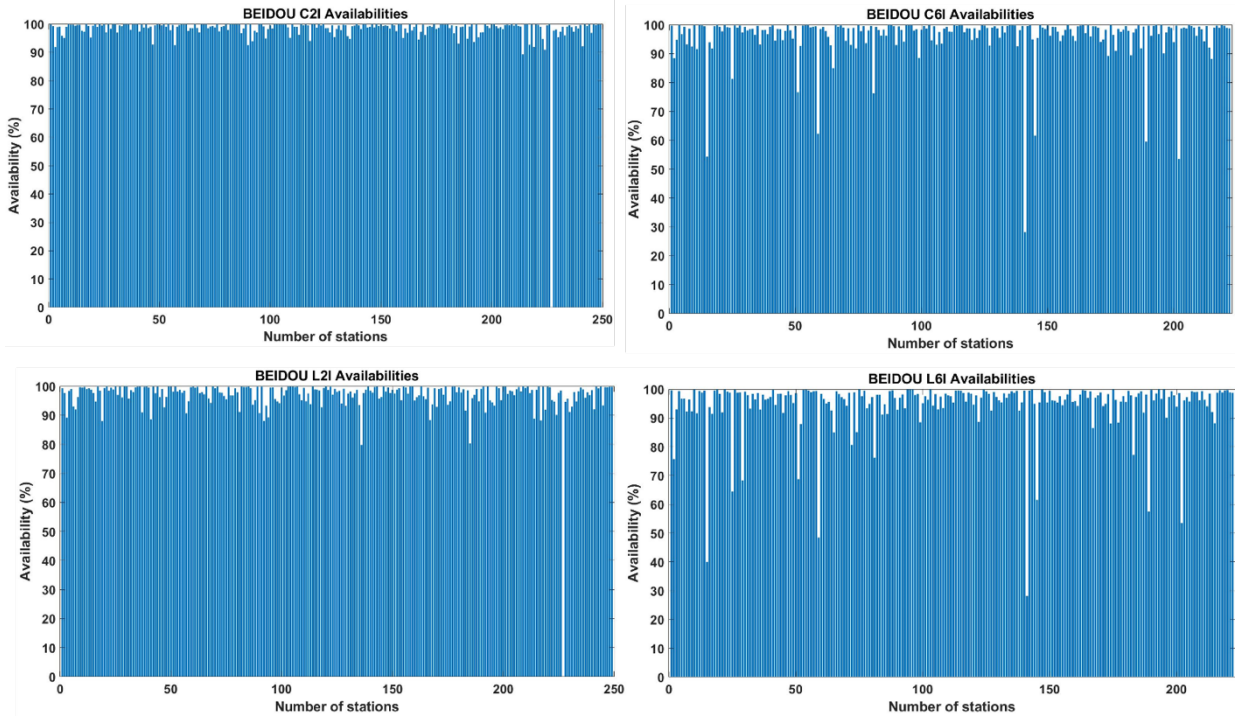 BEIDOU C2I Availabilities
Availability (%)
100
90
80
70
60
50
40
30
20
10
0
0 50 100 150 200 250
Number of stations
BEIDOU C6I Availabilities
Availability (%)
100
90
80
70
60
50
40
30
20
10
0
0 50 100 150 200
Number of stations
BEIDOU L2I Availabilities
Availability (%)
100
90
80
70
60
50
40
30
20
10
0
0 50 100 150 200 250
Number of stations
BEIDOU L6I Availabilities
Availability (%)
100
90
80
70
60
50
40
30
20
10
0
0 50 100 150 200
Number of stations